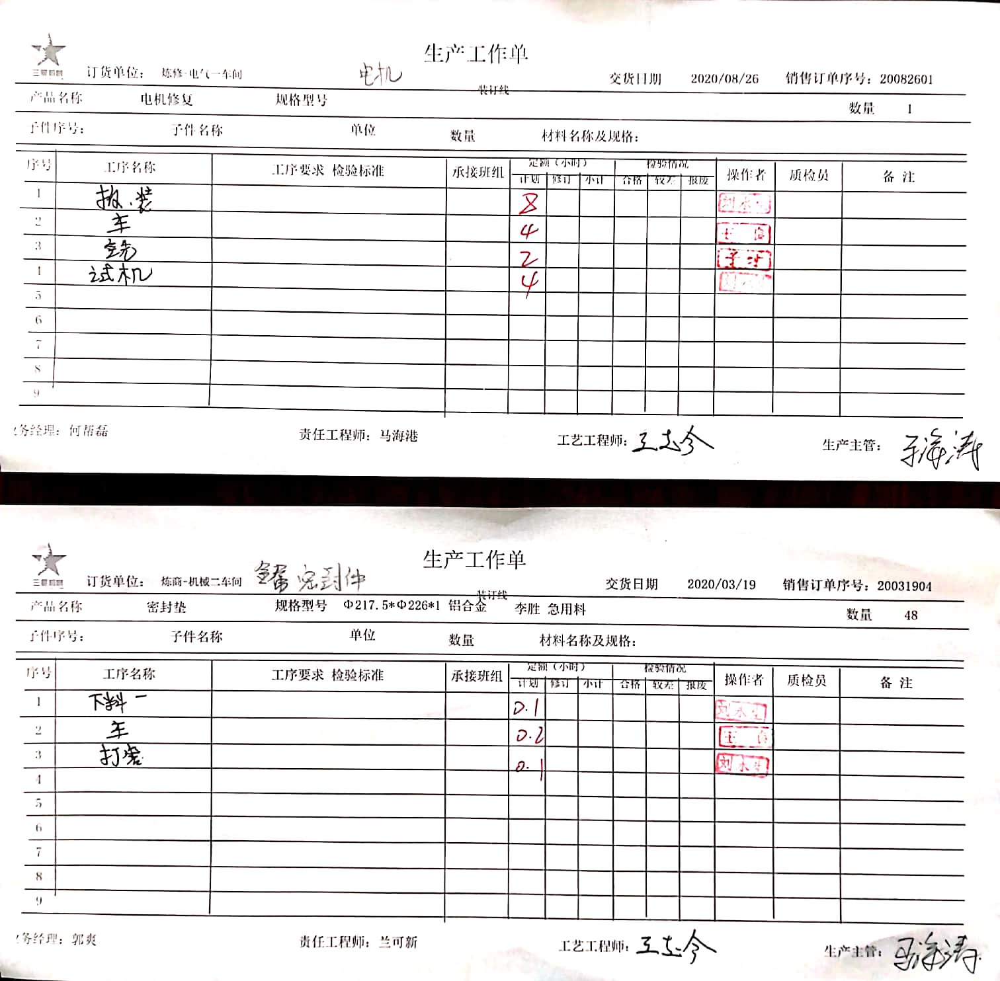 生产工作单
电机
订货单位： 炼修-电气一车间 交货日期 2020/08/26 销售订单序号：20082601
装订线
产品名称 电机修复 规格型号 数量 1
子件序号： 子件名称 单位 数量 材料名称及规格：
序号 工序名称 工序要求 检验标准 承接班组 定额（小时） 检验情况 操作者 质检员 备 注
计划 修订 小计 合格 较差 报废
1 拆、装 8
2 车 4 王
3 2
4 试机 4
5
6
7
8
9
务经理：何帮磊 责任工程师：马海港 工艺工程师：王志今 生产主管：
生产工作单
密封件
订货单位： 炼商-机械二车间 交货日期 2020/03/19 销售订单序号：20031904
装订线
产品名称 密封垫 规格型号 Φ217.5*Φ226*1 铝合金 李胜 急用料 数量 48
子件序号： 子件名称 单位 数量 材料名称及规格：
序号 工序名称 工序要求 检验标准 承接班组 定额（小时） 检验情况 操作者 质检员 备 注
计划 修订 小计 合格 较差 报废
1 下料一 0.1 刘永
2 车 0.2 王
3 打磨 0.1 刘永
4
5
6
7
8
9
务经理：郭爽 责任工程师：兰可新 工艺工程师：王志今 生产主管：